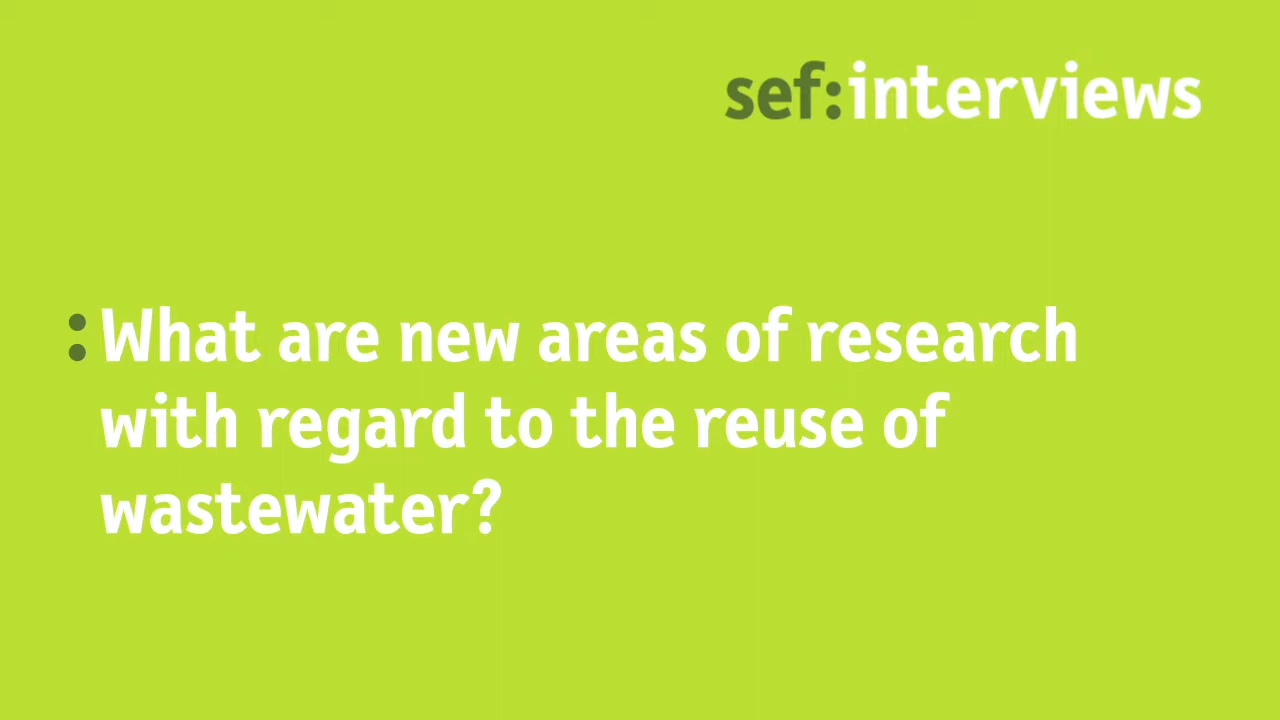 sef:interviews
:What are new areas of research
with regard to the reuse of
wastewater?